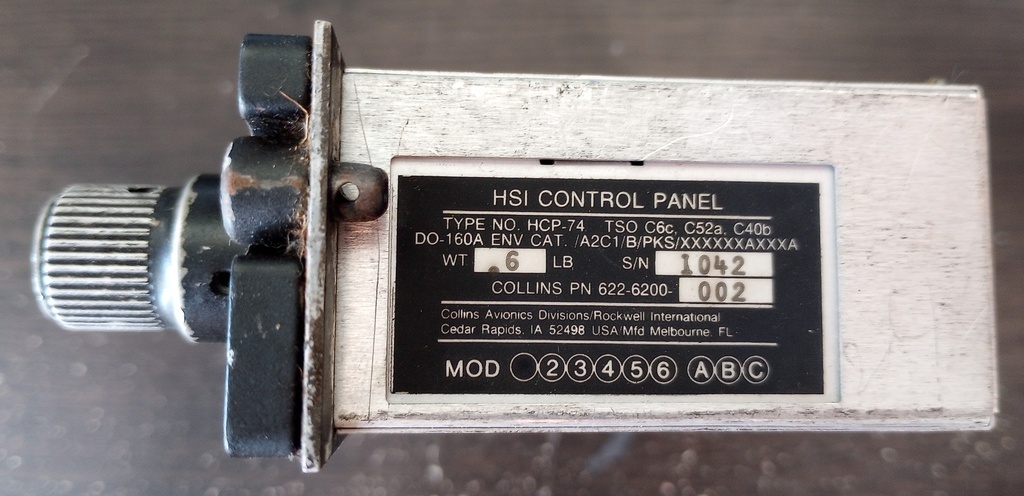 HSI CONTROL PANEL
TYPE NO. HCP-74 TSO C6c, C52a, C40b
DO-160A ENV CAT. /A2C1/B/PKS/XXXXXXAXXXXA
WT .6 LB S/N 1042
COLLINS PN 622-6200- 002
Collins Avionics Divisions/Rockwell International
Cedar Rapids, IA 52498 USA/Mfd Melbourne, FL
MOD 2 3 4 5 6 A B C